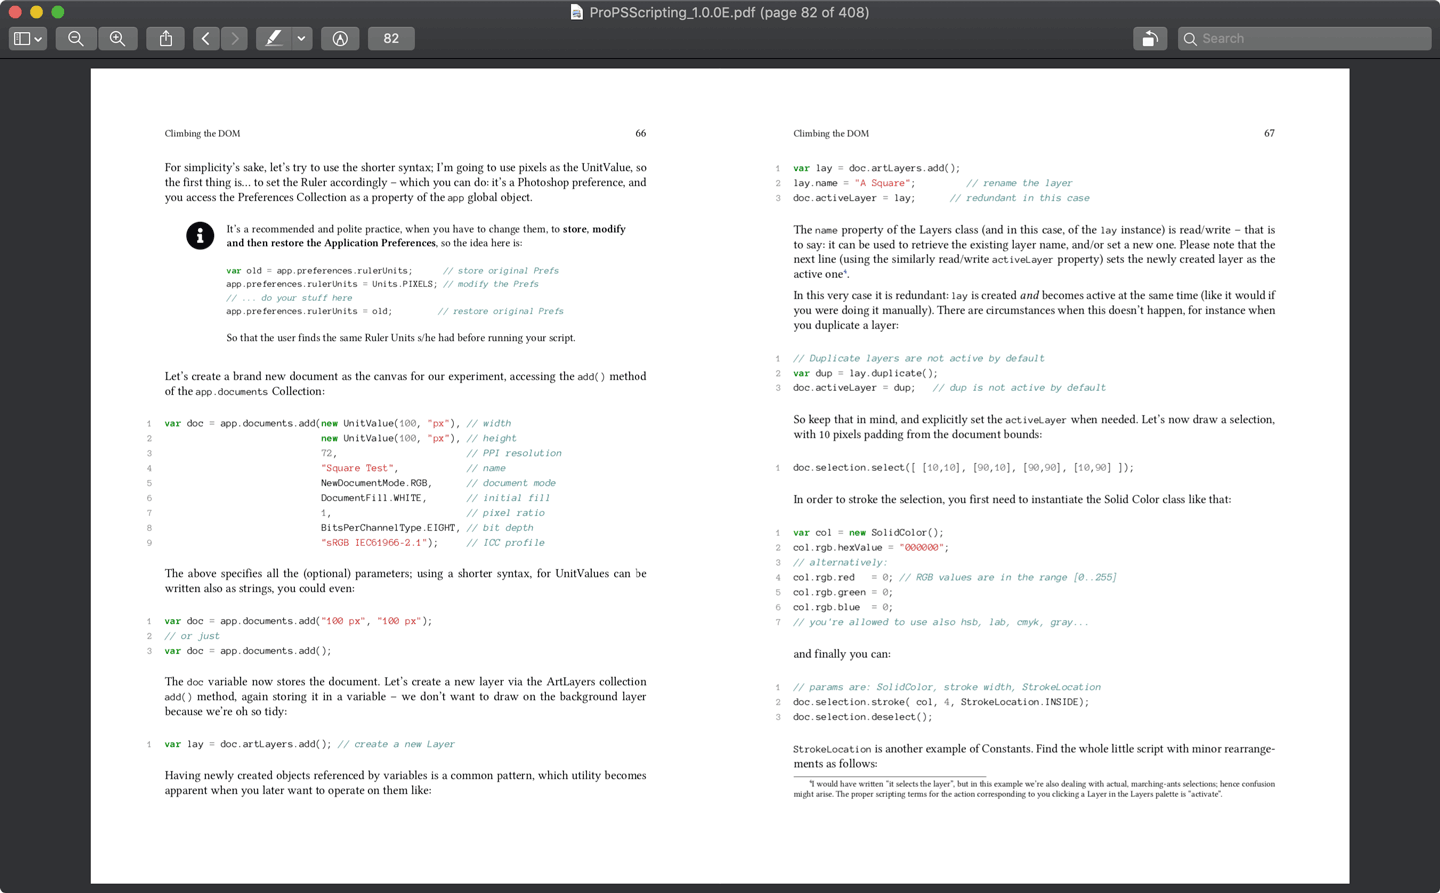 ProPSScripting_1.0.0E.pdf (page 82 of 408)
82
Search
Climbing the DOM 66
For simplicity's sake, let's try to use the shorter syntax; I'm going to use pixels as the UnitValue, so
the first thing is... to set the Ruler accordingly – which you can do: it's a Photoshop preference, and
you access the Preferences Collection as a property of the app global object.
It's a recommended and polite practice, when you have to change them, to store, modify
and then restore the Application Preferences, so the idea here is:
var old = app.preferences.rulerUnits; // store original Prefs
app.preferences.rulerUnits = Units.PIXELS; // modify the Prefs
// ... do your stuff here
app.preferences.rulerUnits = old; // restore original Prefs
So that the user finds the same Ruler Units s/he had before running your script.
Let's create a brand new document as the canvas for our experiment, accessing the add() method
of the app.documents Collection:
1 var doc = app.documents.add(new UnitValue(100, "px"), // width
2 new UnitValue(100, "px"), // height
3 72, // PPI resolution
4 "Square Test", // name
5 NewDocumentMode.RGB, // document mode
6 DocumentFill.WHITE, // initial fill
7 1, // pixel ratio
8 BitsPerChannelType.EIGHT, // bit depth
9 "sRGB IEC61966-2.1"); // ICC profile
The above specifies all the (optional) parameters; using a shorter syntax, for UnitValues can be
written also as strings, you could even:
1 var doc = app.documents.add("100 px", "100 px");
2 // or just
3 var doc = app.documents.add();
The doc variable now stores the document. Let's create a new layer via the ArtLayers collection
add() method, again storing it in a variable – we don't want to draw on the background layer
because we're oh so tidy:
1 var lay = doc.artLayers.add(); // create a new Layer
Having newly created objects referenced by variables is a common pattern, which utility becomes
apparent when you later want to operate on them like:
Climbing the DOM 67
1 var lay = doc.artLayers.add();
2 lay.name = "A Square"; // rename the layer
3 doc.activeLayer = lay; // redundant in this case
The name property of the Layers class (and in this case, of the lay instance) is read/write – that is
to say: it can be used to retrieve the existing layer name, and/or set a new one. Please note that the
next line (using the similarly read/write activeLayer property) sets the newly created layer as the
active one⁴.
In this very case it is redundant: lay is created and becomes active at the same time (like it would if
you were doing it manually). There are circumstances when this doesn't happen, for instance when
you duplicate a layer:
1 // Duplicate layers are not active by default
2 var dup = lay.duplicate();
3 doc.activeLayer = dup; // dup is not active by default
So keep that in mind, and explicitly set the activeLayer when needed. Let's now draw a selection,
with 10 pixels padding from the document bounds:
1 doc.selection.select([ [10,10], [90,10], [90,90], [10,90] ]);
In order to stroke the selection, you first need to instantiate the Solid Color class like that:
1 var col = new SolidColor();
2 col.rgb.hexValue = "000000";
3 // alternatively:
4 col.rgb.red = 0; // RGB values are in the range [0..255]
5 col.rgb.green = 0;
6 col.rgb.blue = 0;
7 // you're allowed to use also hsb, lab, cmyk, gray...
and finally you can:
1 // params are: SolidColor, stroke width, StrokeLocation
2 doc.selection.stroke( col, 4, StrokeLocation.INSIDE);
3 doc.selection.deselect();
StrokeLocation is another example of Constants. Find the whole little script with minor rearrange-
ments as follows:
⁴I would have written "it selects the layer", but in this example we're also dealing with actual, marching-ants selections; hence confusion
might arise. The proper scripting terms for the action corresponding to you clicking a Layer in the Layers palette is "activate".